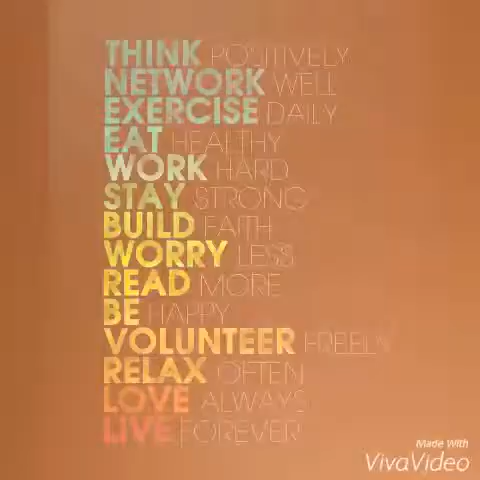 THINK POSITIVELY
NETWORK WELL
EXERCISE DAILY
EAT HEALTHY
WORK HARD
STAY STRONG
BUILD FAITH
WORRY LESS
READ MORE
BE HAPPY
VOLUNTEER FREELY
RELAX OFTEN
LOVE ALWAYS
LIVE FOREVER
Made With
VivaVideo